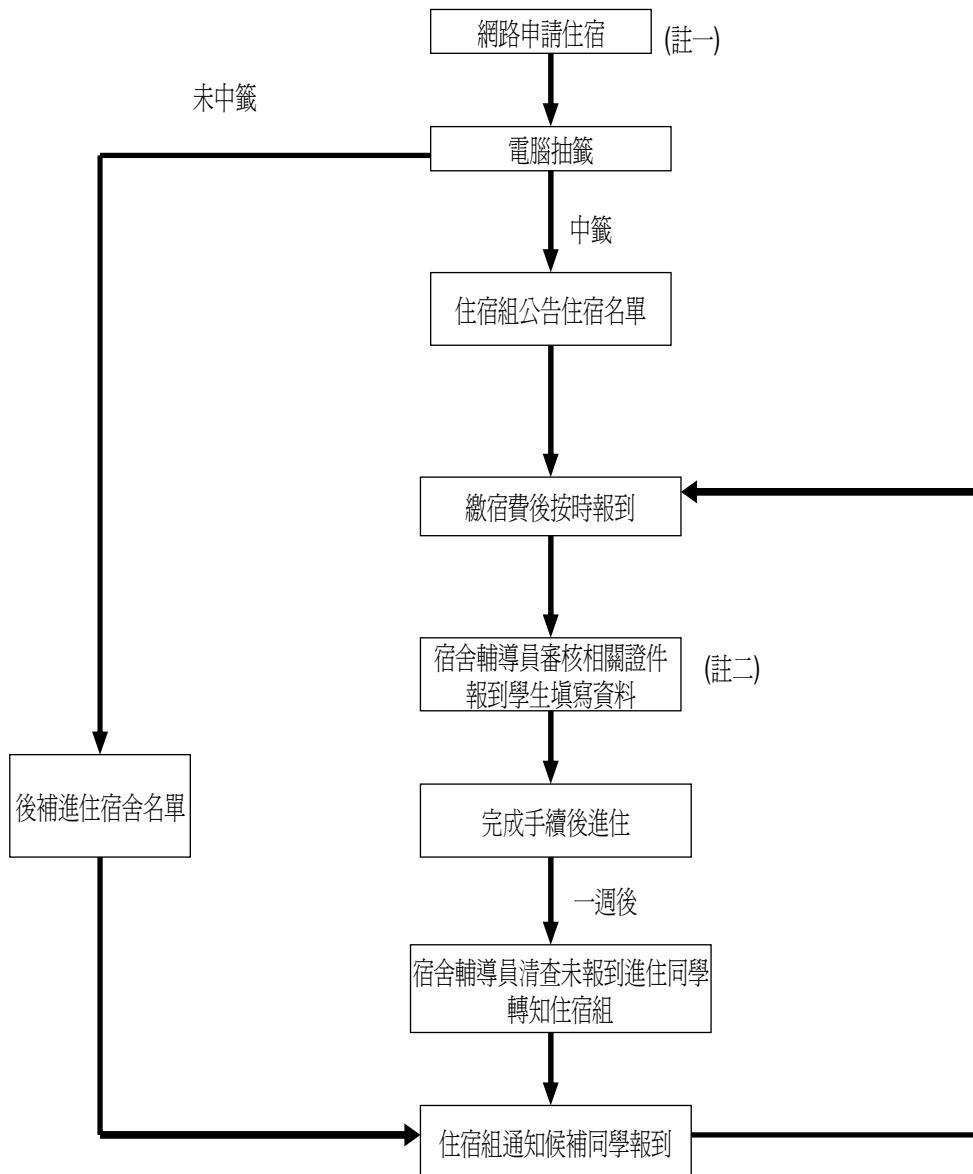 網路申請住宿
(註一)
未中籤
電腦抽籤
中籤
住宿組公告住宿名單
繳宿費後按時報到
宿舍輔導員審核相關證件
報到學生填寫資料
(註二)
後補進住宿舍名單
完成手續後進住
一週後
宿舍輔導員清查未報到進住同學
轉知住宿組
住宿組通知候補同學報到